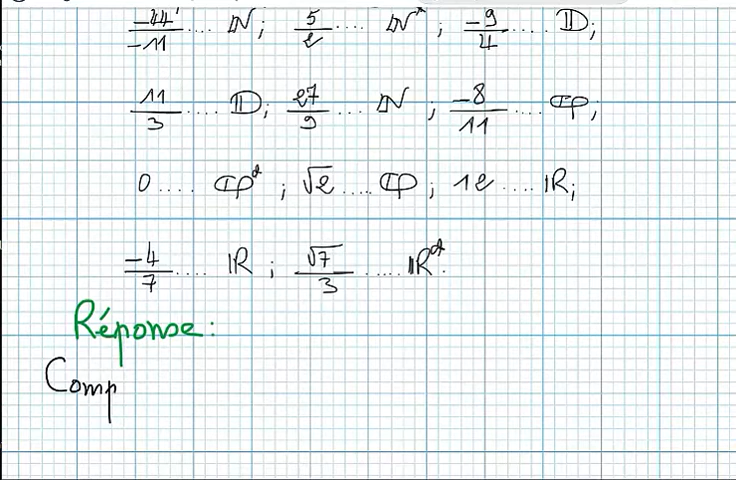 -44/-11 .... ℕ; 5/2 .... ℕ*; -9/4 .... 𝔻;
11/3 .... 𝔻; 27/9 ... ℕ; -8/11 .... ℚ;
0 .... ℚ*; √2 .... ℚ; 12 .... ℝ;
-4/7 .... ℝ; √7/3 ..... ℝ*.
Réponse:
Comp